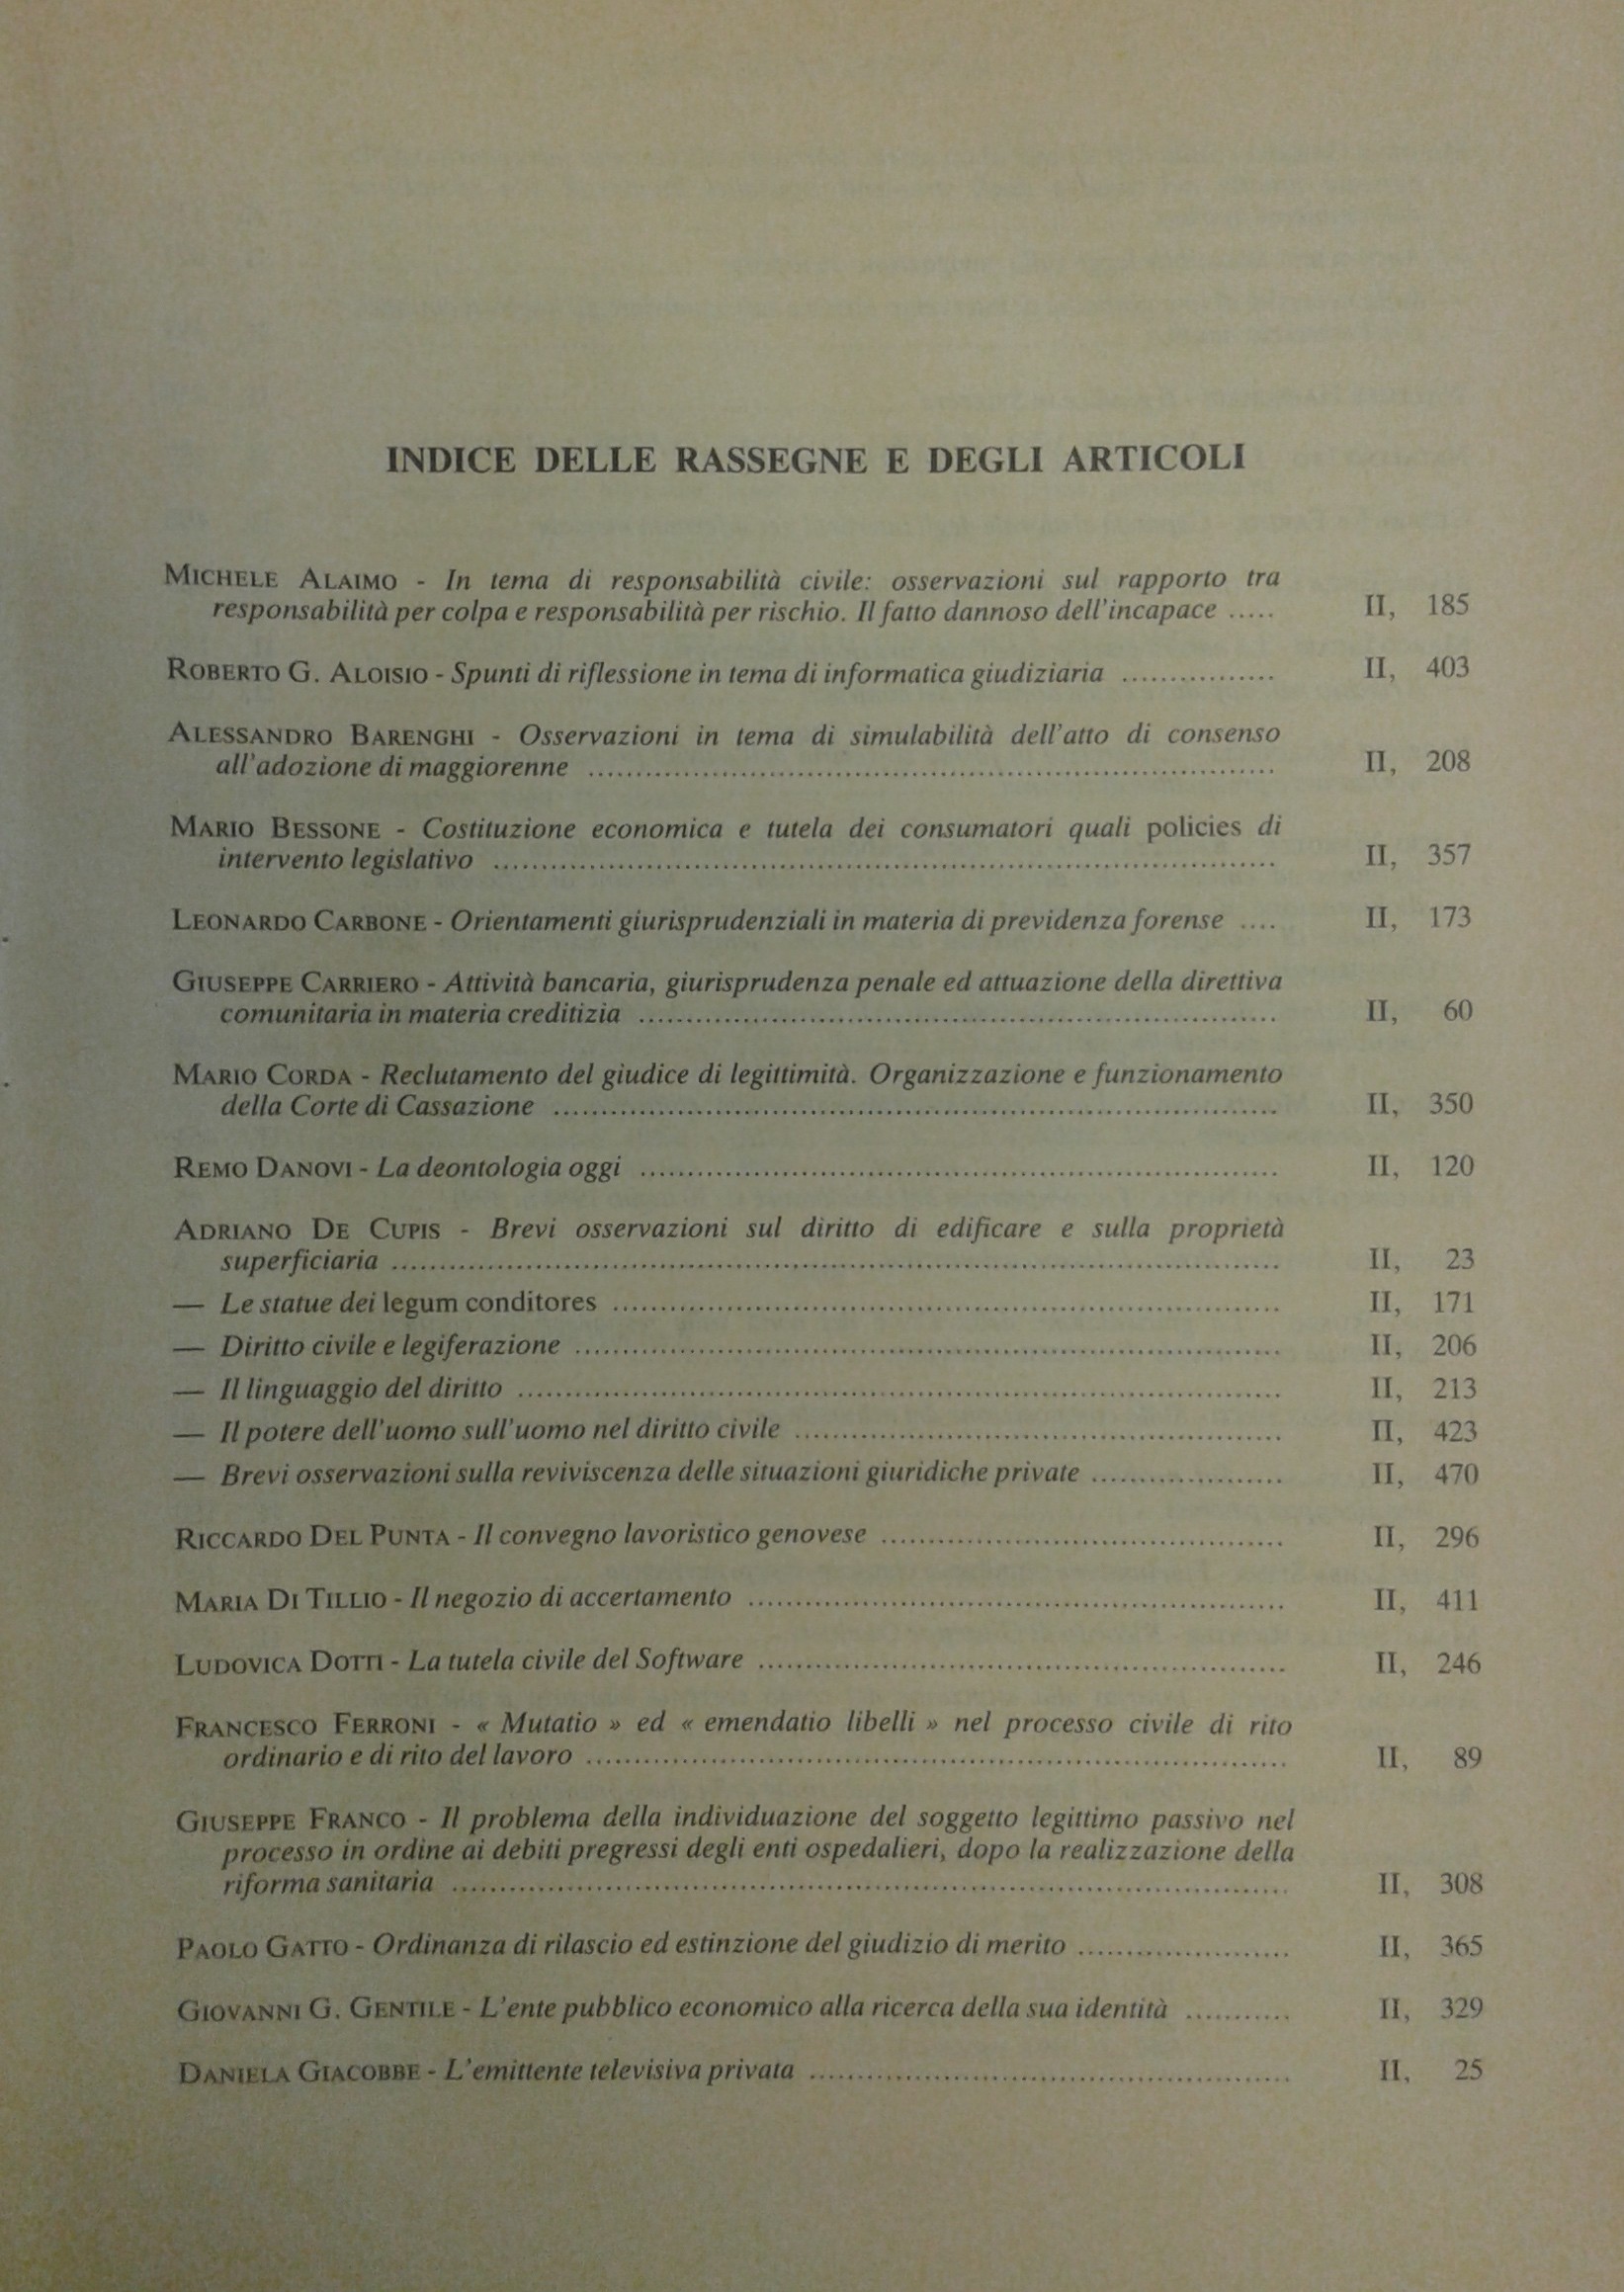 INDICE DELLE RASSEGNE E DEGLI ARTICOLI
MICHELE ALAIMO - In tema di responsabilità civile: osservazioni sul rapporto tra
responsabilità per colpa e responsabilità per rischio. Il fatto dannoso dell'incapace ..... II, 185
ROBERTO G. ALOISIO - Spunti di riflessione in tema di informatica giudiziaria ................ II, 403
ALESSANDRO BARENGHI - Osservazioni in tema di simulabilità dell'atto di consenso
all'adozione di maggiorenne ........................................................................ II, 208
MARIO BESSONE - Costituzione economica e tutela dei consumatori quali policies di
intervento legislativo .................................................................................. II, 357
LEONARDO CARBONE - Orientamenti giurisprudenziali in materia di previdenza forense .... II, 173
GIUSEPPE CARRIERO - Attività bancaria, giurisprudenza penale ed attuazione della direttiva
comunitaria in materia creditizia ................................................................... II, 60
MARIO CORDA - Reclutamento del giudice di legittimità. Organizzazione e funzionamento
della Corte di Cassazione ............................................................................ II, 350
REMO DANOVI - La deontologia oggi ................................................................... II, 120
ADRIANO DE CUPIS - Brevi osservazioni sul diritto di edificare e sulla proprietà
superficiaria ............................................................................................. II, 23
— Le statue dei legum conditores ...................................................................... II, 171
— Diritto civile e legiferazione .......................................................................... II, 206
— Il linguaggio del diritto ................................................................................ II, 213
— Il potere dell'uomo sull'uomo nel diritto civile ................................................... II, 423
— Brevi osservazioni sulla reviviscenza delle situazioni giuridiche private .................... II, 470
RICCARDO DEL PUNTA - Il convegno lavoristico genovese .......................................... II, 296
MARIA DI TILLIO - Il negozio di accertamento ........................................................ II, 411
LUDOVICA DOTTI - La tutela civile del Software ....................................................... II, 246
FRANCESCO FERRONI - « Mutatio » ed « emendatio libelli » nel processo civile di rito
ordinario e di rito del lavoro ......................................................................... II, 89
GIUSEPPE FRANCO - Il problema della individuazione del soggetto legittimo passivo nel
processo in ordine ai debiti pregressi degli enti ospedalieri, dopo la realizzazione della
riforma sanitaria ....................................................................................... II, 308
PAOLO GATTO - Ordinanza di rilascio ed estinzione del giudizio di merito ...................... II, 365
GIOVANNI G. GENTILE - L'ente pubblico economico alla ricerca della sua identità ........... II, 329
DANIELA GIACOBBE - L'emittente televisiva privata .................................................. II, 25